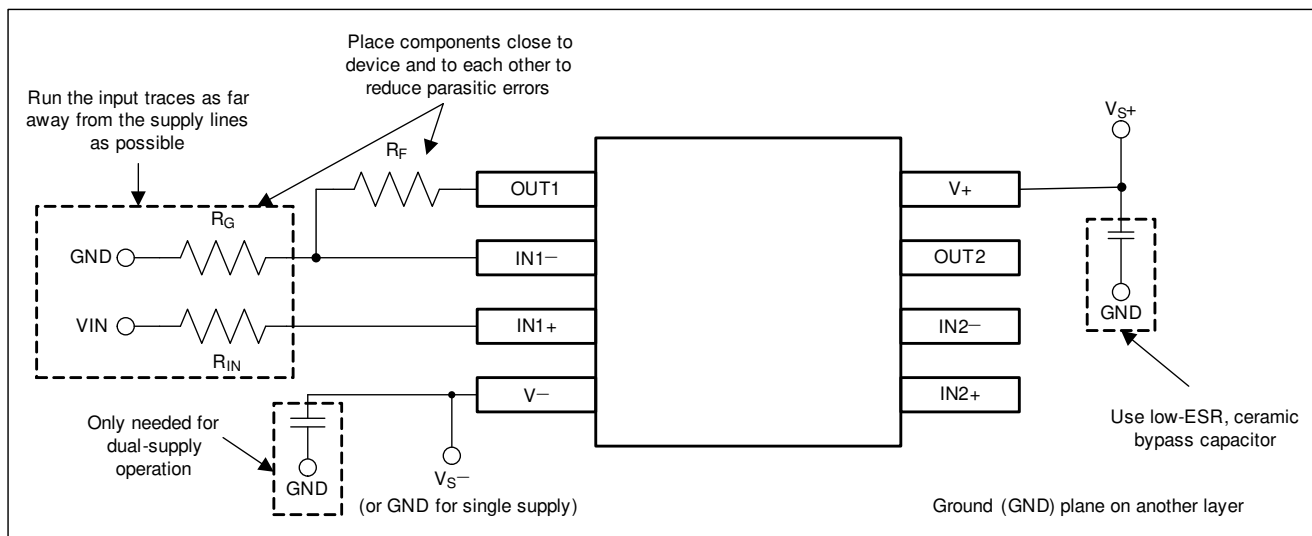 Place components close to
device and to each other to
reduce parasitic errors
Run the input traces as far
away from the supply lines
as possible
VS+
RF
OUT1
V+
RG
GND
IN1−
OUT2
GND
VIN
IN1+
IN2−
RIN
V−
IN2+
Only needed for
dual-supply
operation
GND
VS−
(or GND for single supply)
Use low-ESR, ceramic
bypass capacitor
Ground (GND) plane on another layer